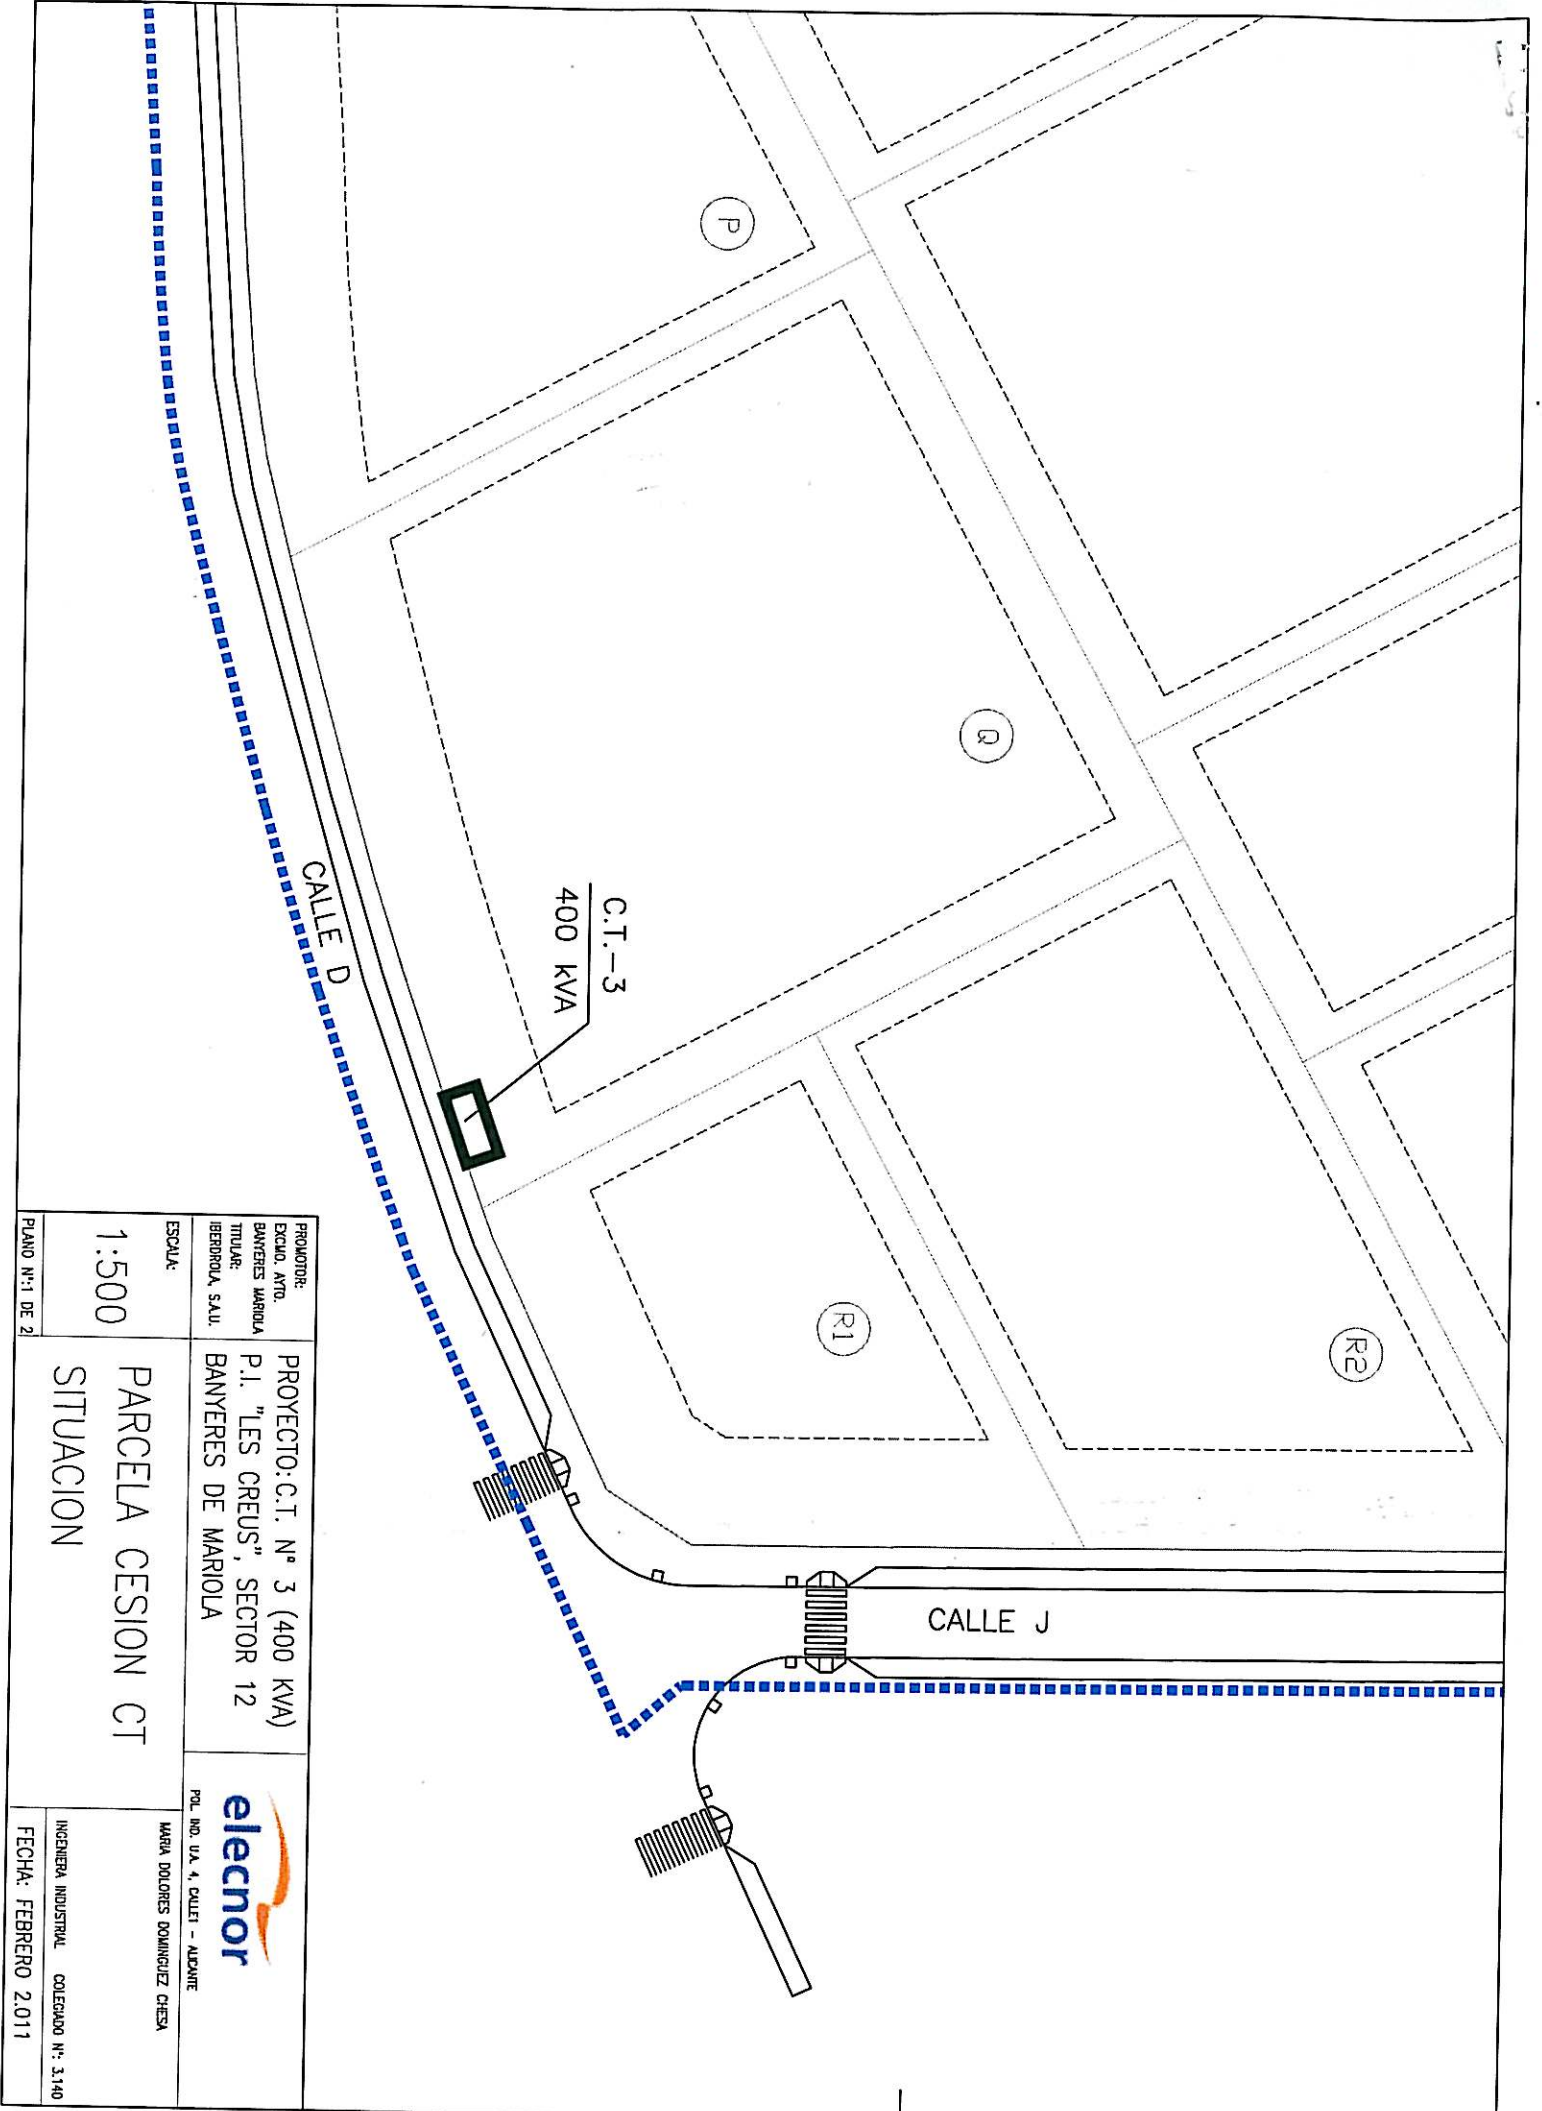 P
Q
R1
R2
C.T.-3
400 kVA
CALLE D
CALLE J
PROMOTOR:
EXCMO. AYTO.
BANYERES MARIOLA
TITULAR:
IBERDROLA, S.A.U.
PROYECTO: C.T. Nº 3 (400 KVA)
P.I. "LES CREUS", SECTOR 12
BANYERES DE MARIOLA
elecnor
POL. IND. U.A. 4, CALLE1 - ALICANTE
ESCALA:
1:500
PARCELA CESION CT
SITUACION
MARIA DOLORES DOMINGUEZ CHESA
INGENIERA INDUSTRIAL COLEGIADO Nº: 3.140
PLANO Nº:1 DE 2
FECHA: FEBRERO 2.011